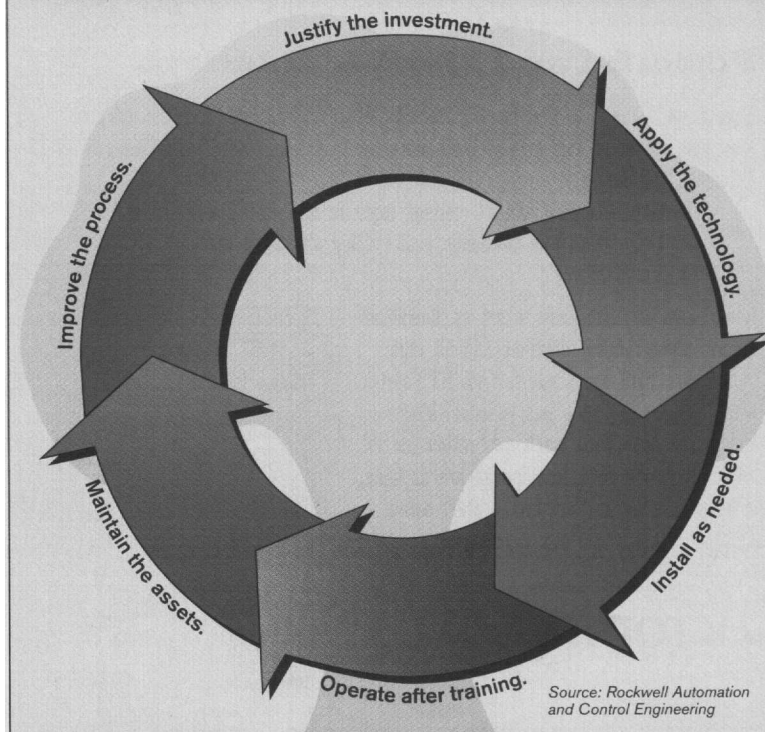 Justify the investment.
Apply the technology.
Install as needed.
Operate after training.
Maintain the assets.
Improve the process.
Source: Rockwell Automation
and Control Engineering